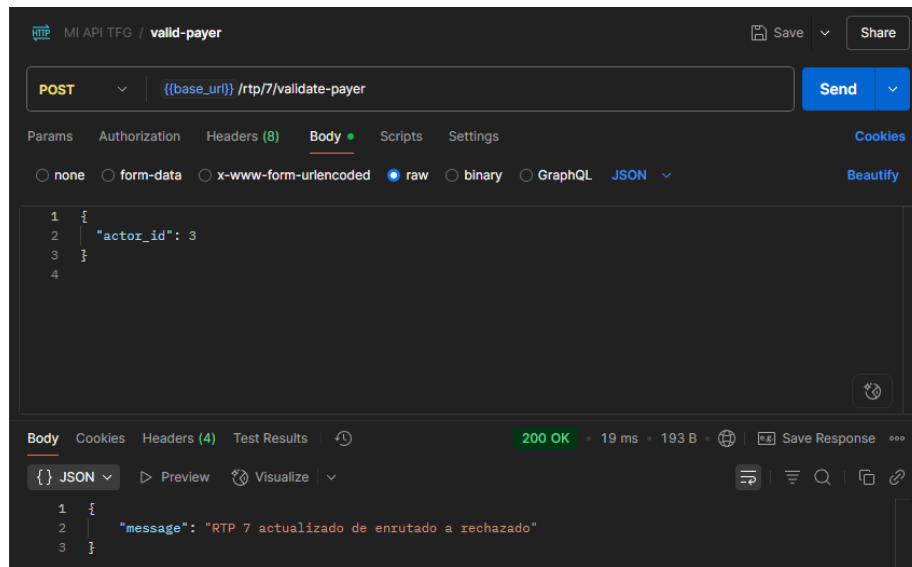 HTTP MI API TFG / valid-payer Save Share
POST {{base_url}} /rtp/7/validate-payer Send
Params Authorization Headers (8) Body Scripts Settings Cookies
none form-data x-www-form-urlencoded raw binary GraphQL JSON Beautify
1 {
2 "actor_id": 3
3 }
4
Body Cookies Headers (4) Test Results 200 OK 19 ms 193 B e.g. Save Response
{} JSON Preview Visualize
1 {
2 "message": "RTP 7 actualizado de enrutado a rechazado"
3 }